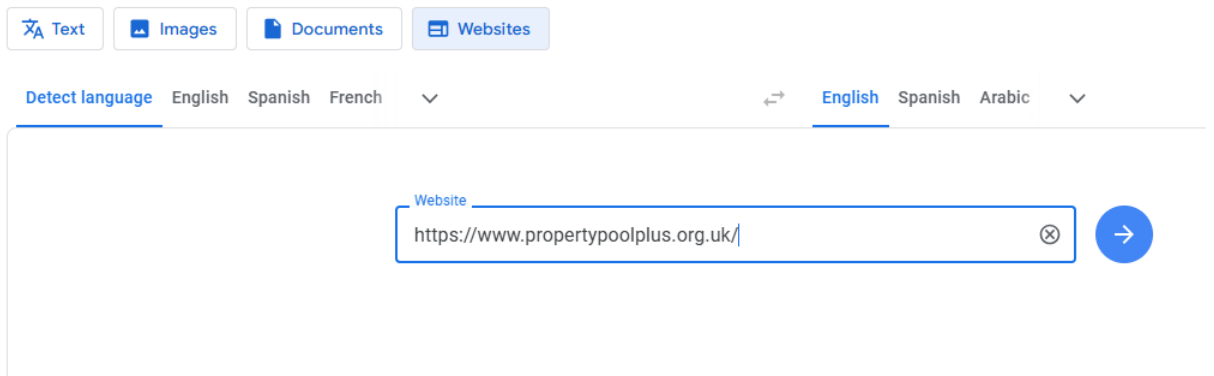 Text Images Documents Websites
Detect language English Spanish French English Spanish Arabic
Website
https://www.propertypoolplus.org.uk/